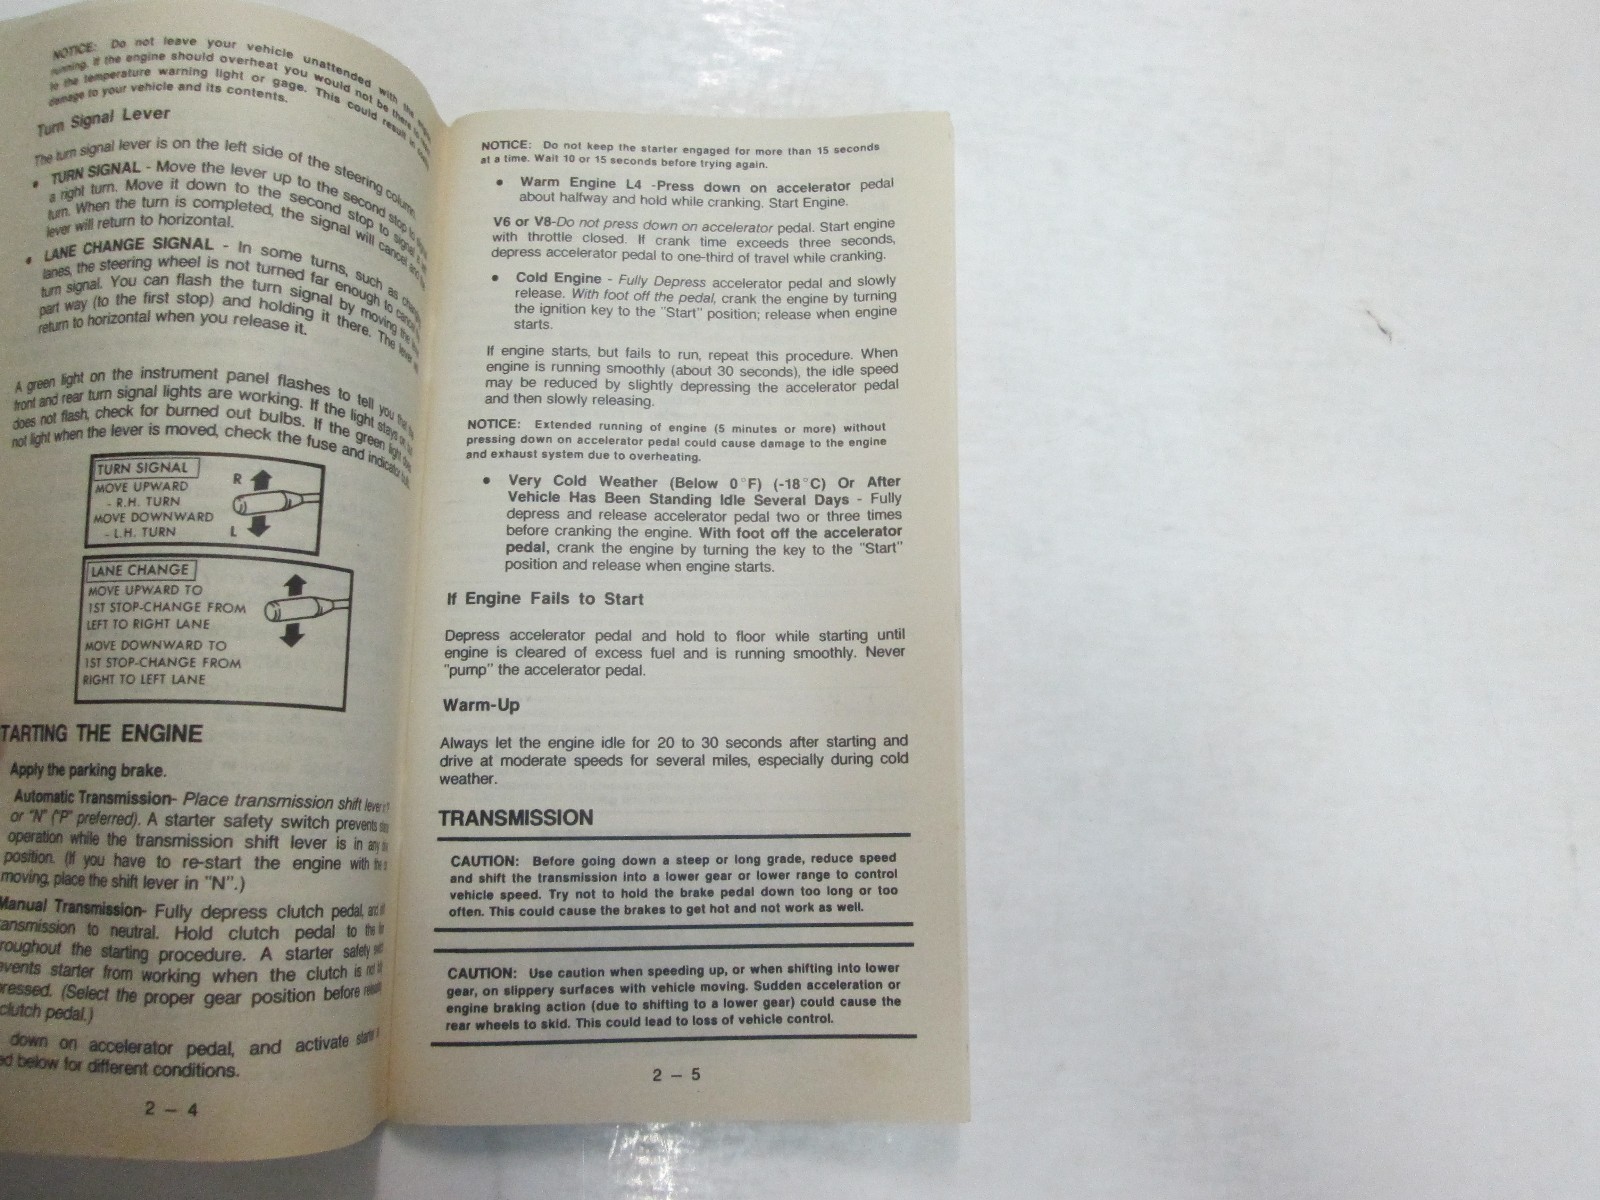 NOTICE: Do not leave your vehicle unattended with the engine
running. If the engine should overheat you would not be there to
to the temperature warning light or gage. This could result in
damage to your vehicle and its contents.
Turn Signal Lever
The turn signal lever is on the left side of the steering column.
• TURN SIGNAL - Move the lever up to the second stop to signal
a right turn. Move it down to the second stop to signal a left
turn. When the turn is completed, the signal will cancel and the
lever will return to horizontal.
• LANE CHANGE SIGNAL - In some turns, such as changing
lanes, the steering wheel is not turned far enough to cancel the
turn signal. You can flash the turn signal by moving the lever
part way (to the first stop) and holding it there. The lever will
return to horizontal when you release it.
A green light on the instrument panel flashes to tell you that the
front and rear turn signal lights are working. If the light stays on, but
does not flash, check for burned out bulbs. If the green light does
not light when the lever is moved, check the fuse and indicator bulb.
TURN SIGNAL
MOVE UPWARD
- R.H. TURN
MOVE DOWNWARD
- L.H. TURN
R
L
LANE CHANGE
MOVE UPWARD TO
1ST STOP-CHANGE FROM
LEFT TO RIGHT LANE
MOVE DOWNWARD TO
1ST STOP-CHANGE FROM
RIGHT TO LEFT LANE
TARTING THE ENGINE
Apply the parking brake.
Automatic Transmission- Place transmission shift lever
or "N" ("P" preferred). A starter safety switch prevents
operation while the transmission shift lever is in any
position. (If you have to re-start the engine with the
moving, place the shift lever in "N".)
Manual Transmission- Fully depress clutch pedal, and
ansmission to neutral. Hold clutch pedal to the
roughout the starting procedure. A starter safety
events starter from working when the clutch is not
ressed. (Select the proper gear position before
clutch pedal.)
down on accelerator pedal, and activate
ed below for different conditions.
2 – 4
NOTICE: Do not keep the starter engaged for more than 15 seconds
at a time. Wait 10 or 15 seconds before trying again.
• Warm Engine L4 -Press down on accelerator pedal
about halfway and hold while cranking. Start Engine.
V6 or V8-Do not press down on accelerator pedal. Start engine
with throttle closed. If crank time exceeds three seconds,
depress accelerator pedal to one-third of travel while cranking.
• Cold Engine - Fully Depress accelerator pedal and slowly
release. With foot off the pedal, crank the engine by turning
the ignition key to the "Start" position; release when engine
starts.
If engine starts, but fails to run, repeat this procedure. When
engine is running smoothly (about 30 seconds), the idle speed
may be reduced by slightly depressing the accelerator pedal
and then slowly releasing.
NOTICE: Extended running of engine (5 minutes or more) without
pressing down on accelerator pedal could cause damage to the engine
and exhaust system due to overheating.
• Very Cold Weather (Below 0°F) (-18°C) Or After
Vehicle Has Been Standing Idle Several Days - Fully
depress and release accelerator pedal two or three times
before cranking the engine. With foot off the accelerator
pedal, crank the engine by turning the key to the "Start"
position and release when engine starts.
If Engine Fails to Start
Depress accelerator pedal and hold to floor while starting until
engine is cleared of excess fuel and is running smoothly. Never
"pump" the accelerator pedal.
Warm-Up
Always let the engine idle for 20 to 30 seconds after starting and
drive at moderate speeds for several miles, especially during cold
weather.
TRANSMISSION
CAUTION: Before going down a steep or long grade, reduce speed
and shift the transmission into a lower gear or lower range to control
vehicle speed. Try not to hold the brake pedal down too long or too
often. This could cause the brakes to get hot and not work as well.
CAUTION: Use caution when speeding up, or when shifting into lower
gear, on slippery surfaces with vehicle moving. Sudden acceleration or
engine braking action (due to shifting to a lower gear) could cause the
rear wheels to skid. This could lead to loss of vehicle control.
2 – 5